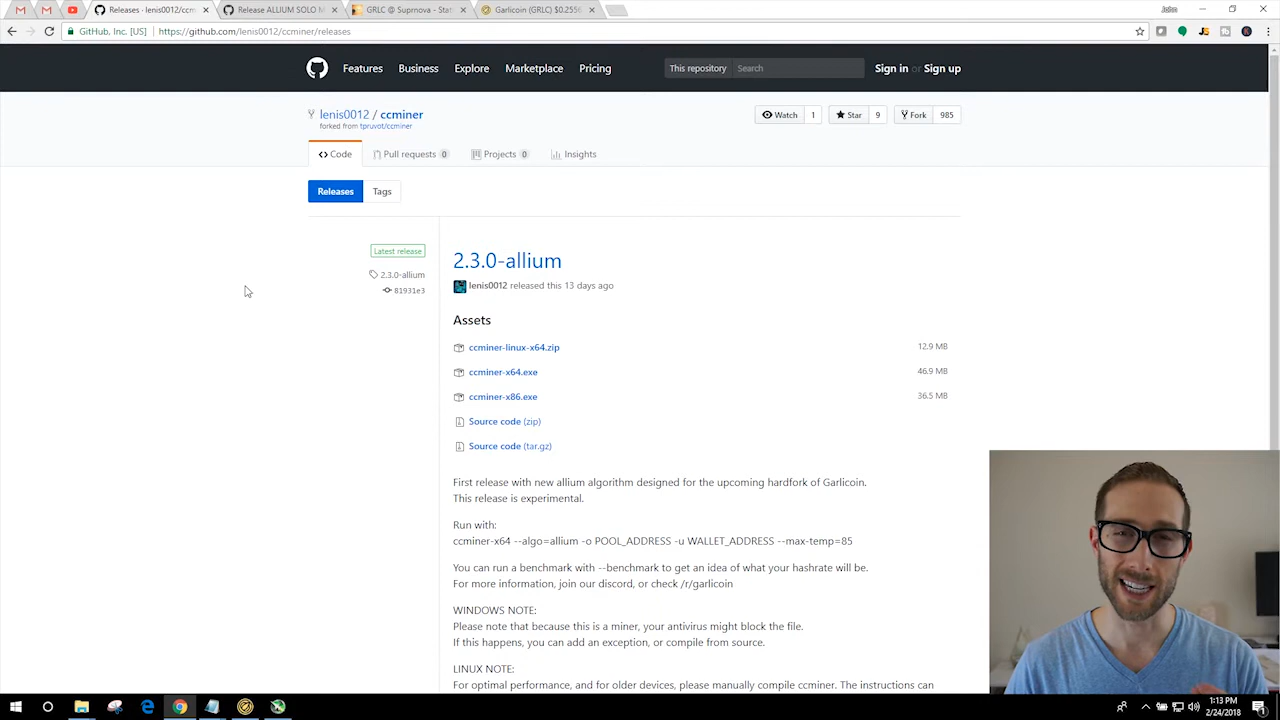 Releases · lenis0012/ccm
Release ALLIUM SOLO M
GRLC @ Suprnova - Stat
Garlicoin (GRLC) $0.2556
John
GitHub, Inc. [US]
https://github.com/lenis0012/ccminer/releases
Features Business Explore Marketplace Pricing
This repository Search
Sign in or Sign up
lenis0012 / ccminer
forked from tpruvot/ccminer
Watch 1 Star 9 Fork 985
Code Pull requests 0 Projects 0 Insights
Releases Tags
Latest release
2.3.0-allium
81931e3
2.3.0-allium
lenis0012 released this 13 days ago
Assets
ccminer-linux-x64.zip 12.9 MB
ccminer-x64.exe 46.9 MB
ccminer-x86.exe 36.5 MB
Source code (zip)
Source code (tar.gz)
First release with new allium algorithm designed for the upcoming hardfork of Garlicoin.
This release is experimental.
Run with:
ccminer-x64 --algo=allium -o POOL_ADDRESS -u WALLET_ADDRESS --max-temp=85
You can run a benchmark with --benchmark to get an idea of what your hashrate will be.
For more information, join our discord, or check /r/garlicoin
WINDOWS NOTE:
Please note that because this is a miner, your antivirus might block the file.
If this happens, you can add an exception, or compile from source.
LINUX NOTE:
For optimal performance, and for older devices, please manually compile ccminer. The instructions can
1:13 PM
2/24/2018